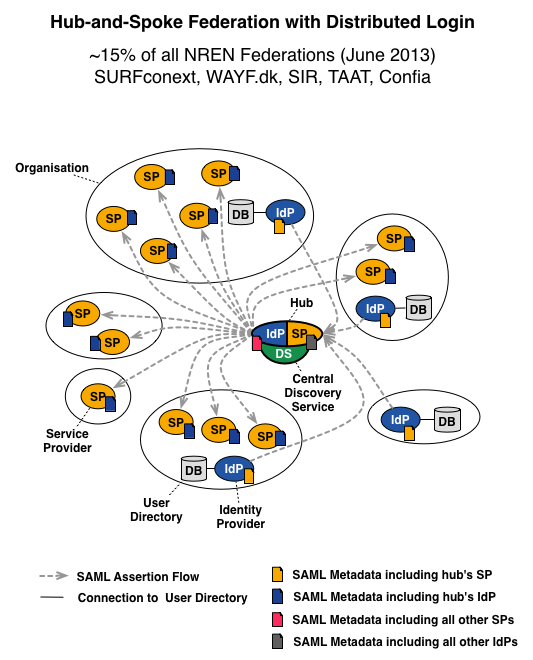 Hub-and-Spoke Federation with Distributed Login
~15% of all NREN Federations (June 2013)
SURFconext, WAYF.dk, SIR, TAAT, Confia
Organisation
SP
SP
SP
SP
DB
IdP
SP
SP
SP
IdP
DB
Hub
IdP
SP
DS
SP
SP
Central
Discovery
Service
SP
Service
Provider
SP
SP
SP
DB
IdP
IdP
DB
User
Directory
Identity
Provider
SAML Assertion Flow
Connection to User Directory
SAML Metadata including hub's SP
SAML Metadata including hub's IdP
SAML Metadata including all other SPs
SAML Metadata including all other IdPs